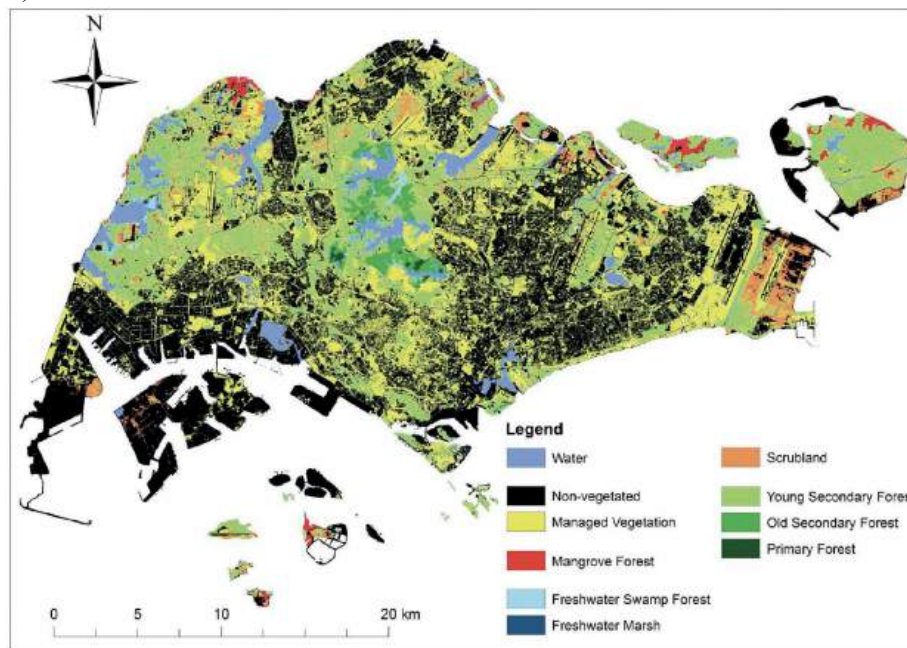 N
Legend
Water
Scrubland
Non-vegetated
Young Secondary Fores
Managed Vegetation
Old Secondary Forest
Mangrove Forest
Primary Forest
Freshwater Swamp Forest
Freshwater Marsh
0 5 10 20 km